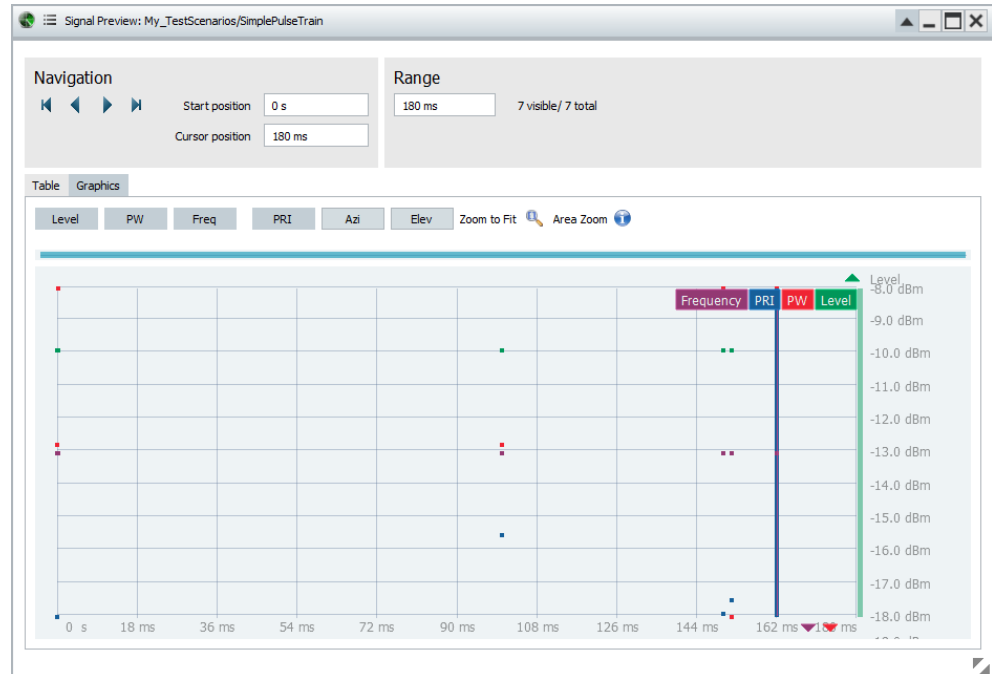 Signal Preview: My_TestScenarios/SimplePulseTrain
Navigation
Start position 0 s
Cursor position 180 ms
Range
180 ms 7 visible/ 7 total
Table Graphics
Level PW Freq PRI Azi Elev Zoom to Fit Area Zoom
Level
-8.0 dBm
Frequency PRI PW Level
-9.0 dBm
-10.0 dBm
-11.0 dBm
-12.0 dBm
-13.0 dBm
-14.0 dBm
-15.0 dBm
-16.0 dBm
-17.0 dBm
-18.0 dBm
0 s 18 ms 36 ms 54 ms 72 ms 90 ms 108 ms 126 ms 144 ms 162 ms 180 ms